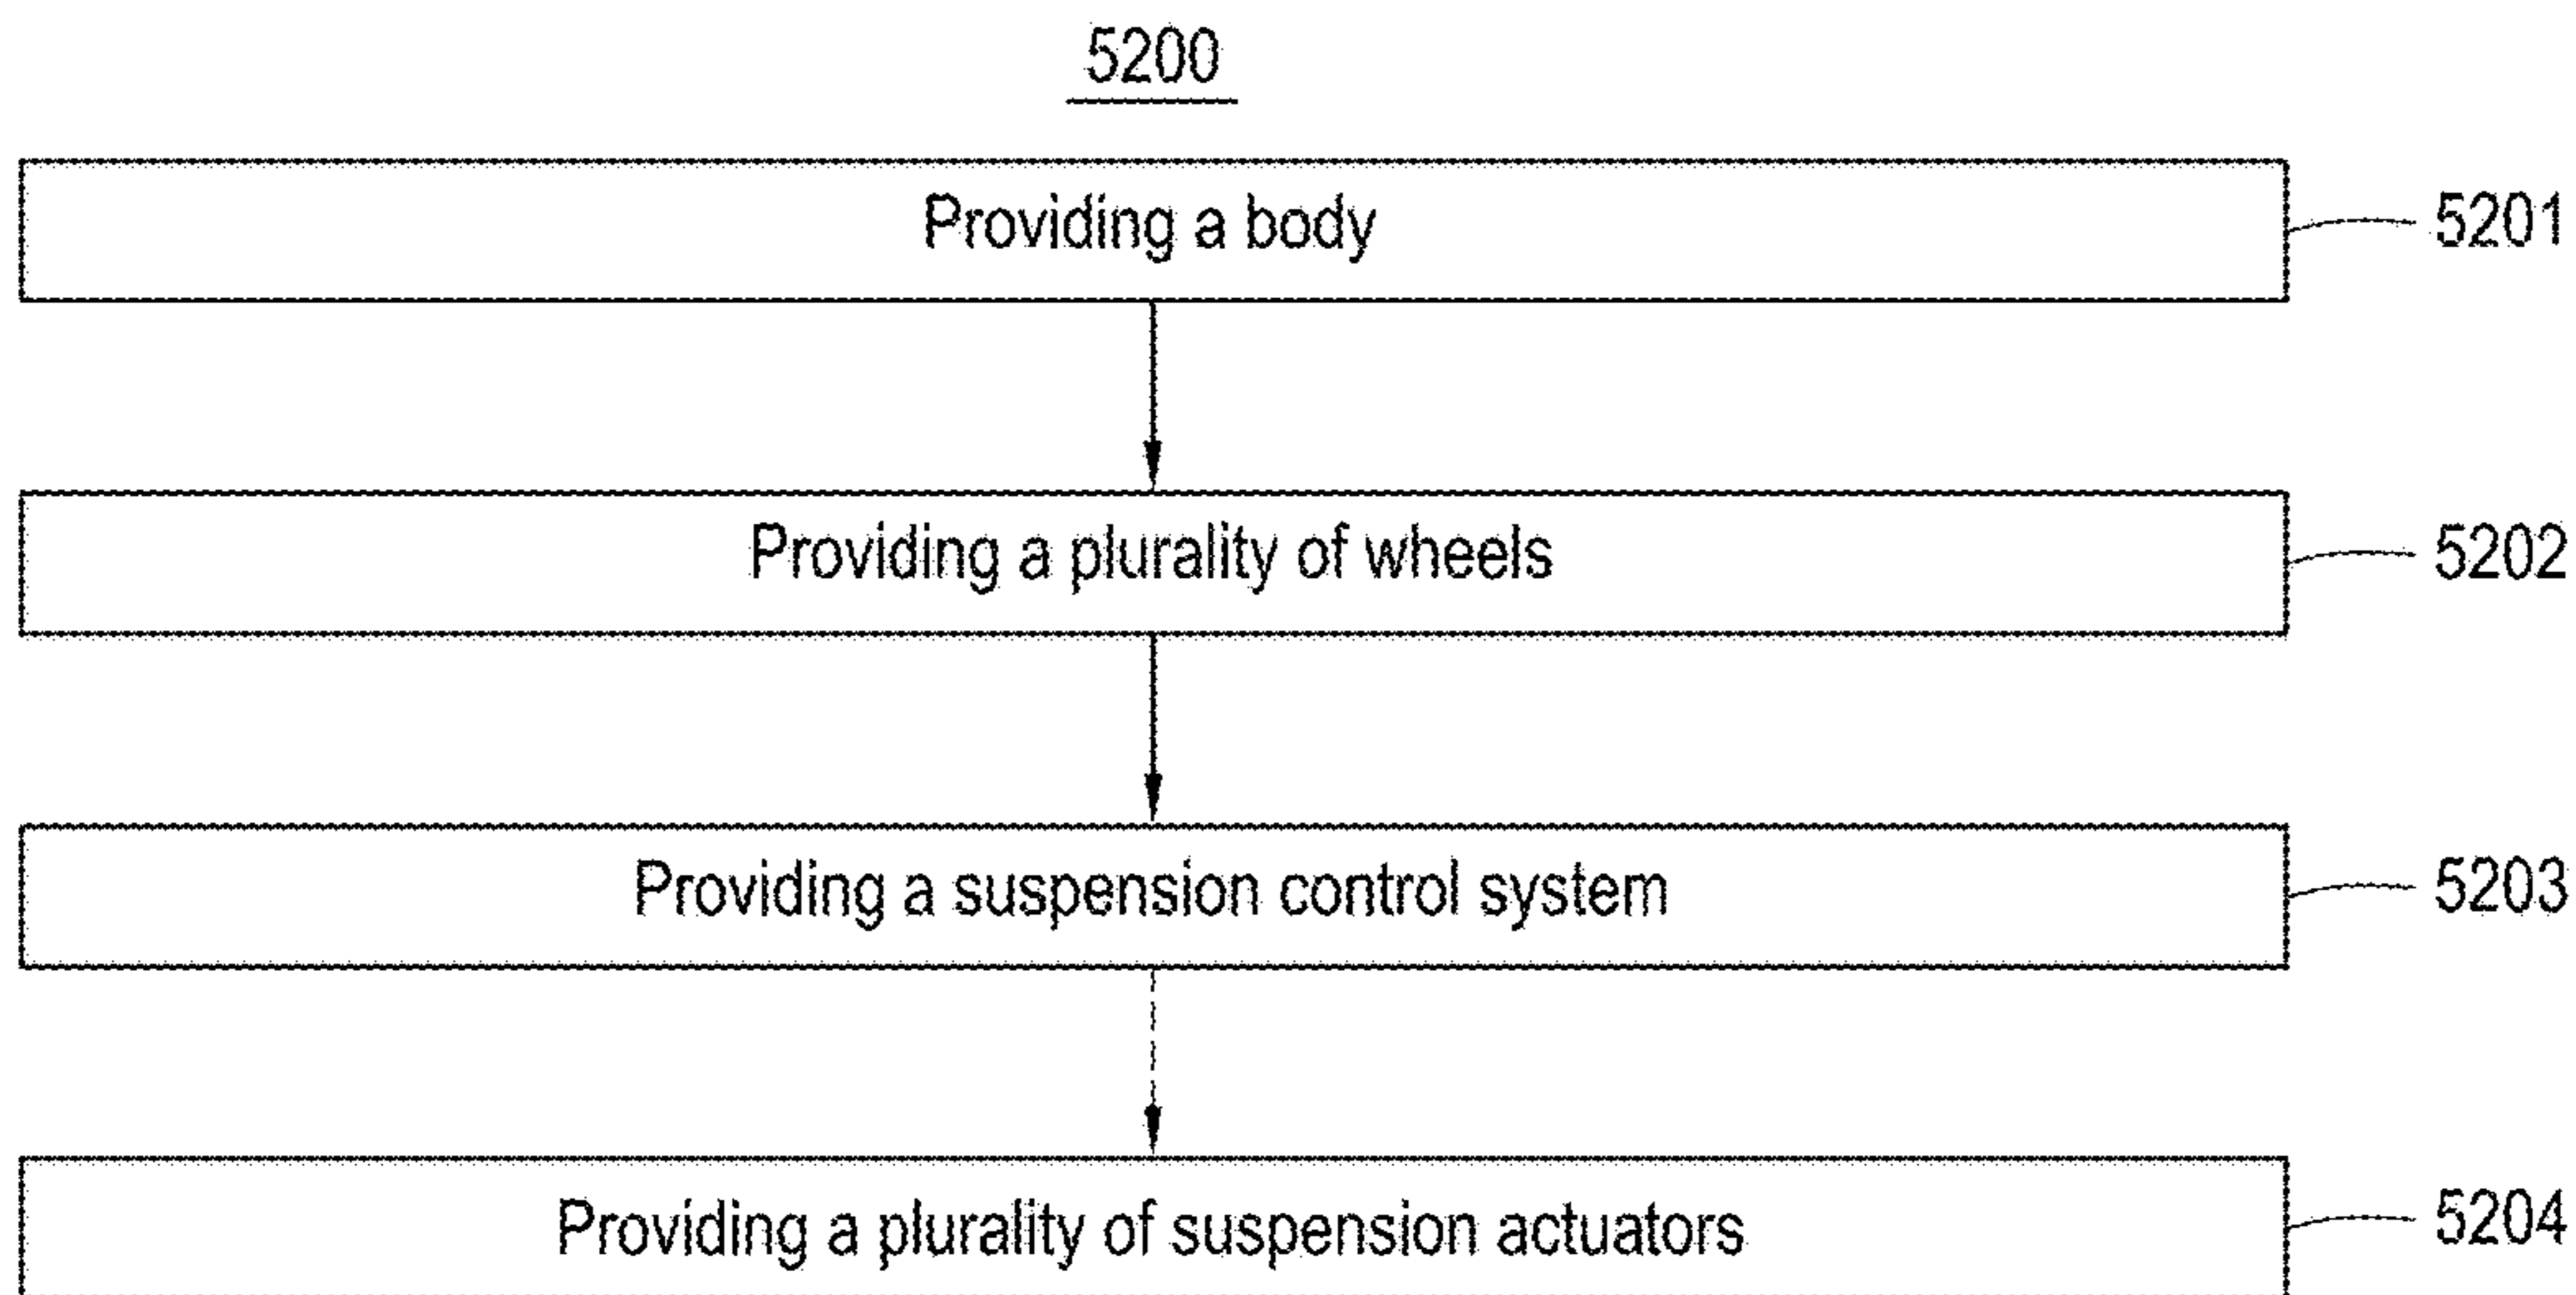 5200
Providing a body
5201
Providing a plurality of wheels
5202
Providing a suspension control system
5203
Providing a plurality of suspension actuators
5204